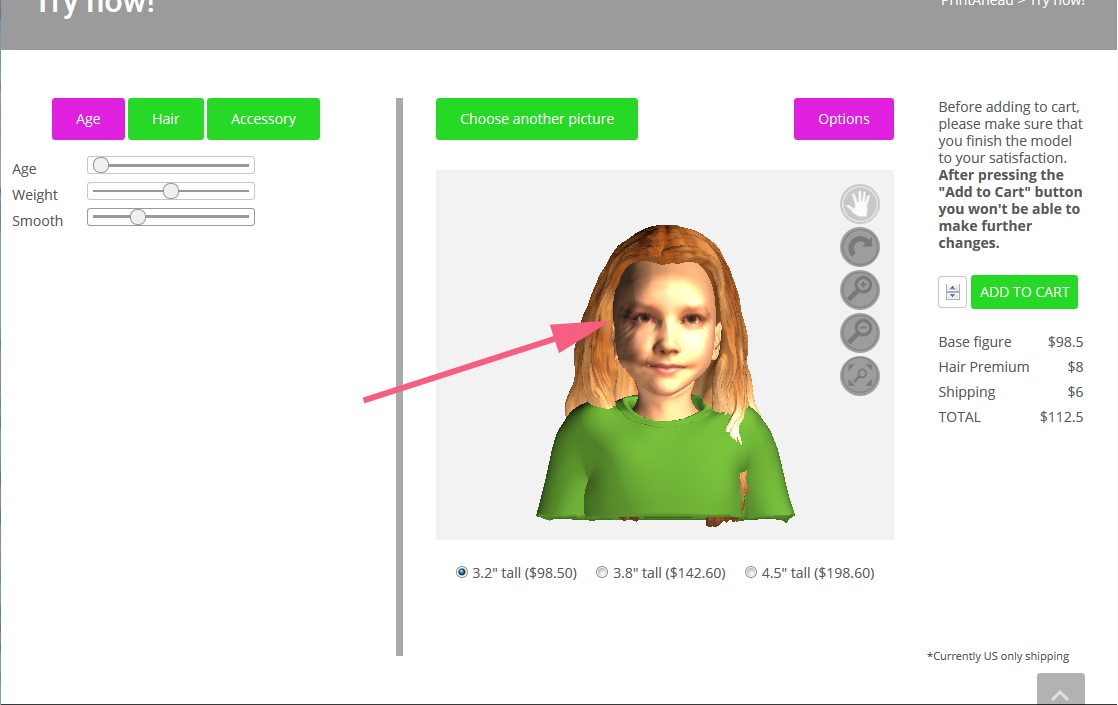 Try now!
PrintAhead > Try now!
Age
Hair
Accessory
Age
Weight
Smooth
Choose another picture
Options
Before adding to cart,
please make sure that
you finish the model
to your satisfaction.
After pressing the
"Add to Cart" button
you won't be able to
make further
changes.
ADD TO CART
Base figure $98.5
Hair Premium $8
Shipping $6
TOTAL $112.5
3.2" tall ($98.50) 3.8" tall ($142.60) 4.5" tall ($198.60)
*Currently US only shipping